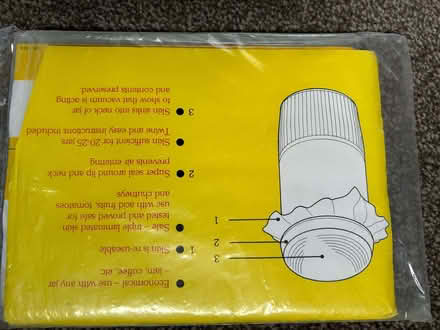 ● Economical – use with any jar
– jam, coffee, etc.
1 ● Skin is re-useable
● Safe – triple – laminated skin
tested and proved safe for
use with acid fruits, tomatoes
and chutneys
2 ● Super seal around lip and neck
prevents air entering
● Skin sufficient for 20-25 jars
Twine and easy instructions included
3 ● Skin sinks into neck of jar
to show that vacuum is acting
and contents preserved.
3
2
1